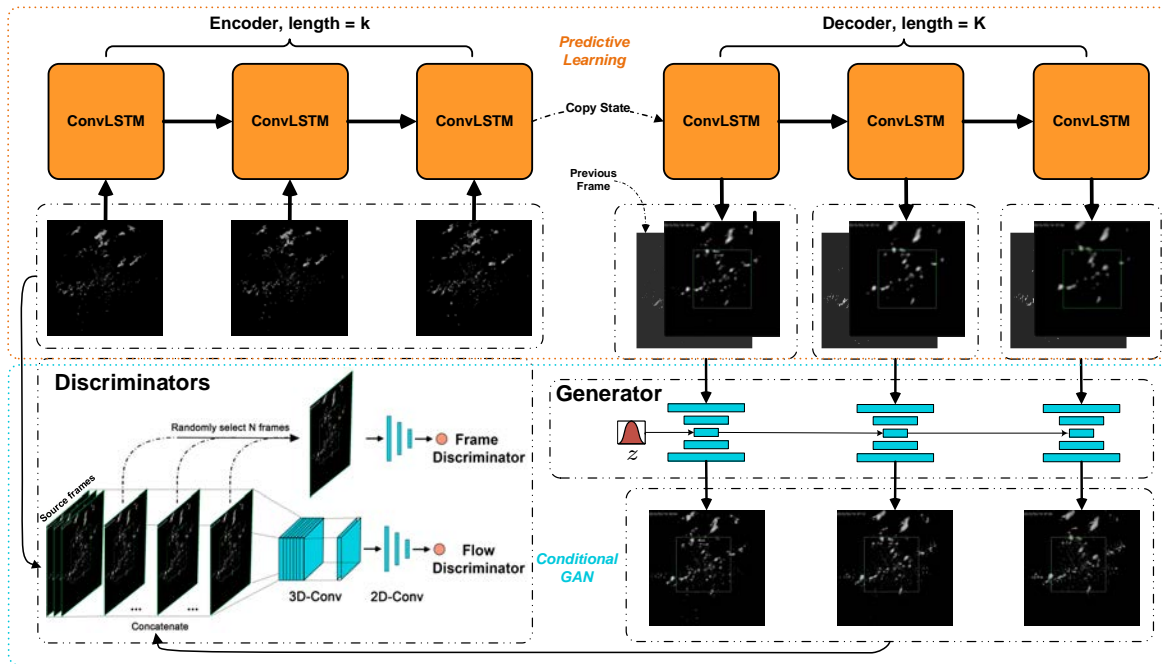 Encoder, length = k
Decoder, length = K
Predictive
Learning
ConvLSTM
ConvLSTM
ConvLSTM
Copy State
ConvLSTM
ConvLSTM
ConvLSTM
Previous
Frame
Discriminators
Generator
Randomly select N frames
Frame
Discriminator
z
Source frames
Flow
Discriminator
Conditional
GAN
3D-Conv
2D-Conv
...
...
Concatenate